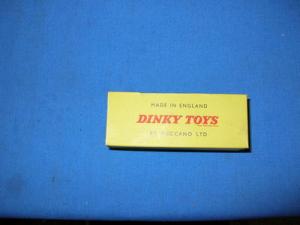 MADE IN ENGLAND
DINKY TOYS
BY MECCANO LTD